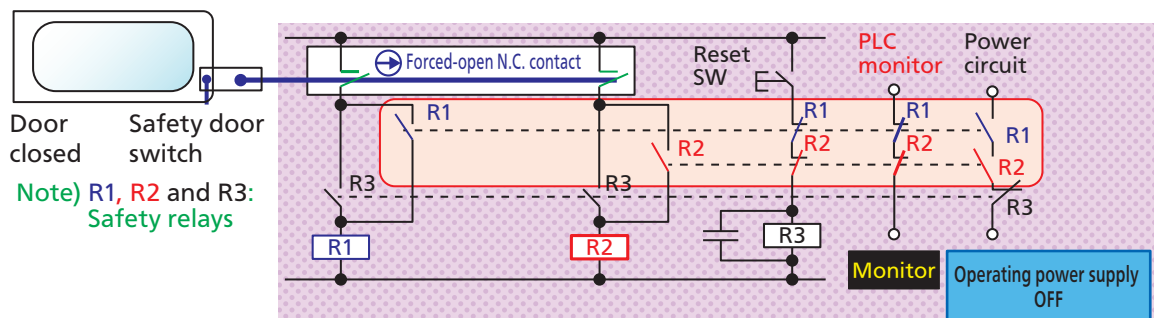 Forced-open N.C. contact
Reset
SW
PLC
monitor
Power
circuit
Door
closed
Safety door
switch
Note) R1, R2 and R3:
Safety relays
R1
R1
R1
R1
R2
R2
R2
R2
R3
R3
R3
R1
R2
R3
Monitor
Operating power supply
OFF